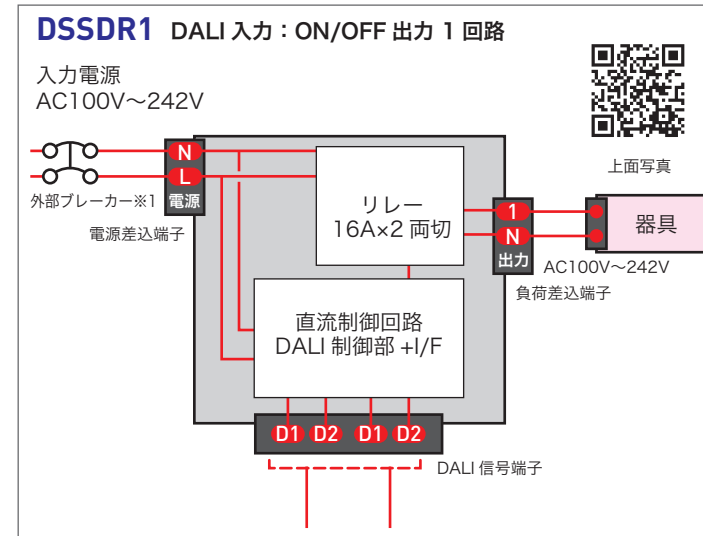 DSSDR1 DALI 入力：ON/OFF 出力 1 回路
入力電源
AC100V～242V
上面写真
N
L
電源
外部ブレーカー※1
電源差込端子
リレー
16A×2 両切
1
N
出力
器具
AC100V～242V
負荷差込端子
直流制御回路
DALI 制御部 +I/F
D1 D2 D1 D2
DALI 信号端子